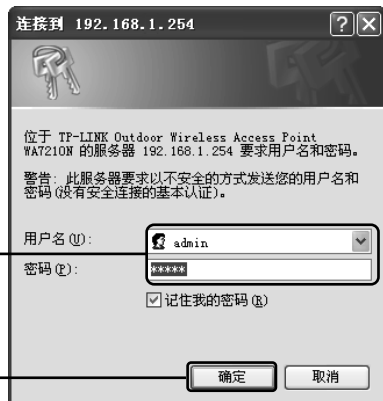 连接到 192.168.1.254
位于 TP-LINK Outdoor Wireless Access Point
WA7210N 的服务器 192.168.1.254 要求用户名和密码。
警告: 此服务器要求以不安全的方式发送您的用户名和
密码(没有安全连接的基本认证)。
用户名(U):
admin
密码(P):
*****
记住我的密码(R)
确定
取消